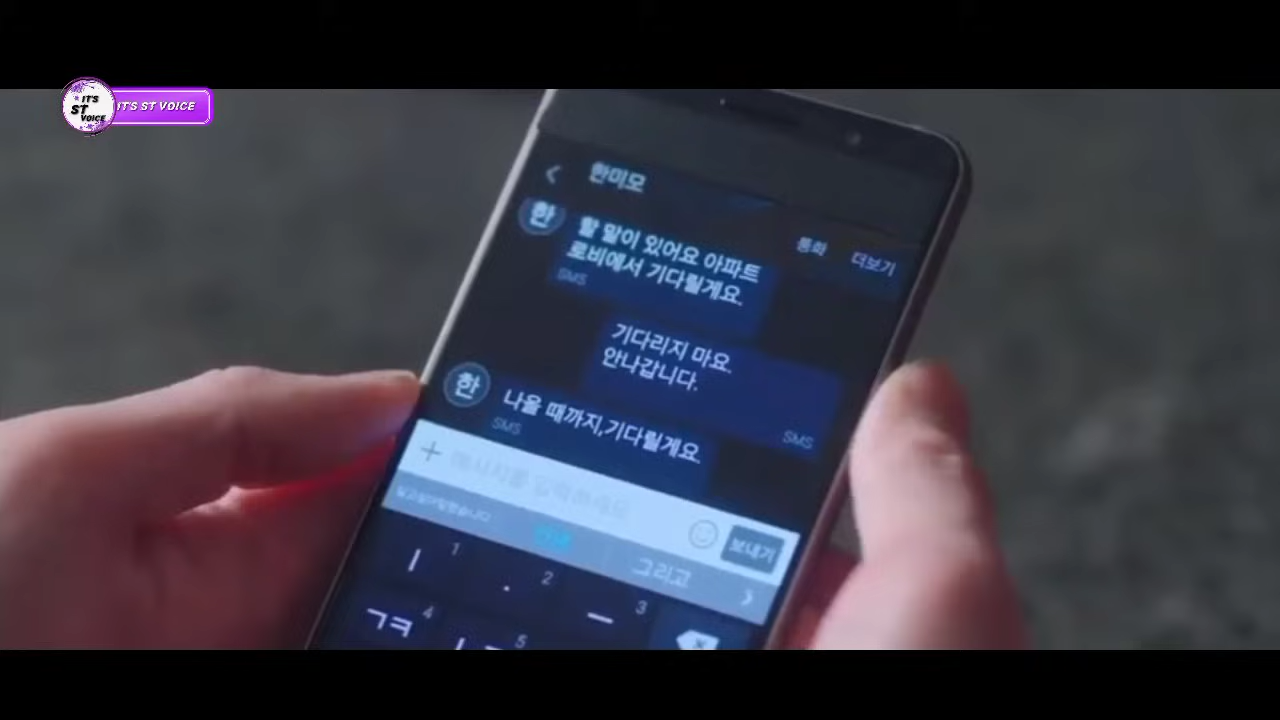 IT'S
ST
VOICE
IT'S ST VOICE
한미모
통화 더보기
한
할 말이 있어요 아파트
로비에서 기다릴게요.
SMS
기다리지 마요.
안나갑니다.
SMS
한
나올 때까지,기다릴게요.
SMS
+
그리고
보내기
ㅣ 1
. 2
ㅡ 3
ㄱㅋ 4
5